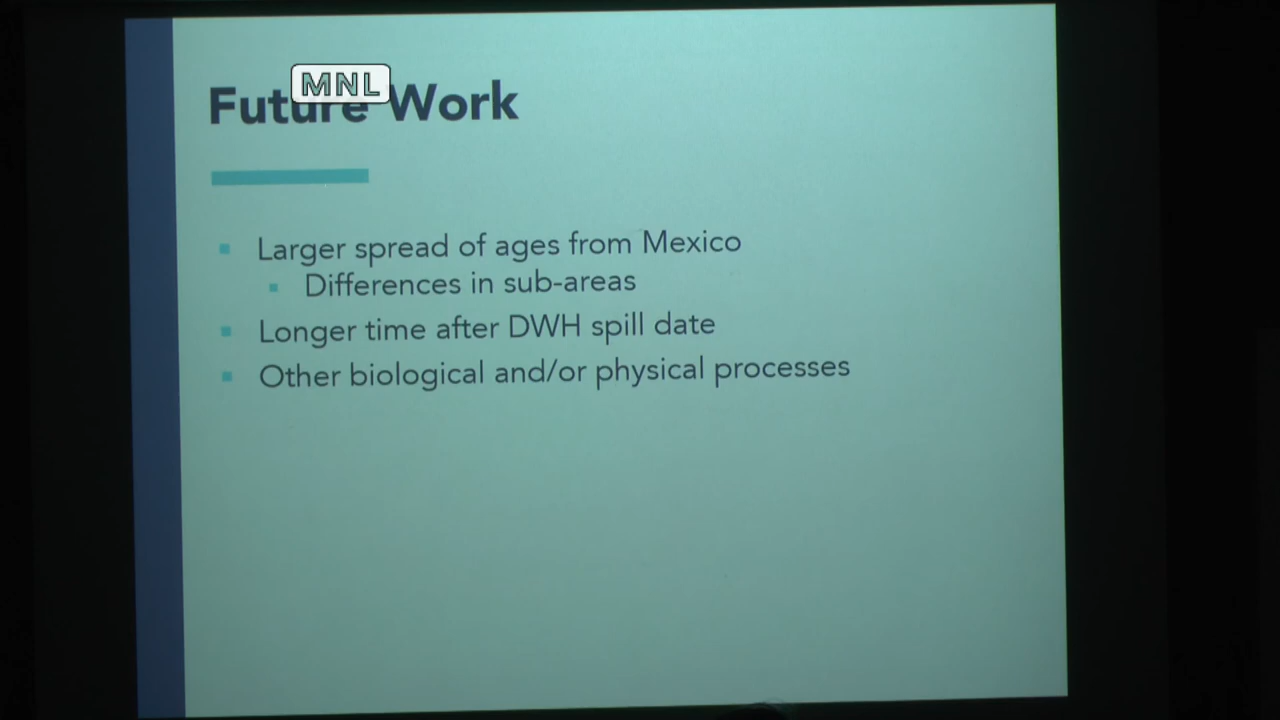 MNL
Future Work
Larger spread of ages from Mexico
Differences in sub-areas
Longer time after DWH spill date
Other biological and/or physical processes